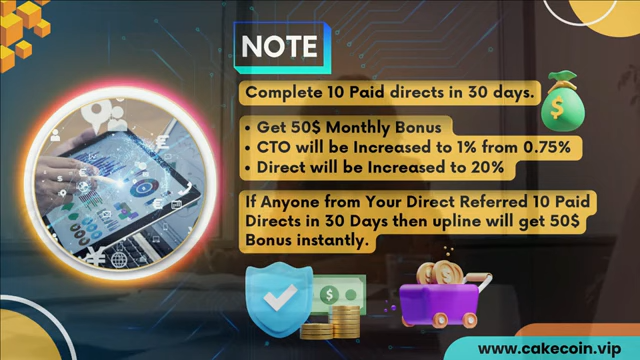 NOTE
Complete 10 Paid directs in 30 days.
• Get 50$ Monthly Bonus
• CTO will be Increased to 1% from 0.75%
• Direct will be Increased to 20%
If Anyone from Your Direct Referred 10 Paid
Directs in 30 Days then upline will get 50$
Bonus instantly.
www.cakecoin.vip